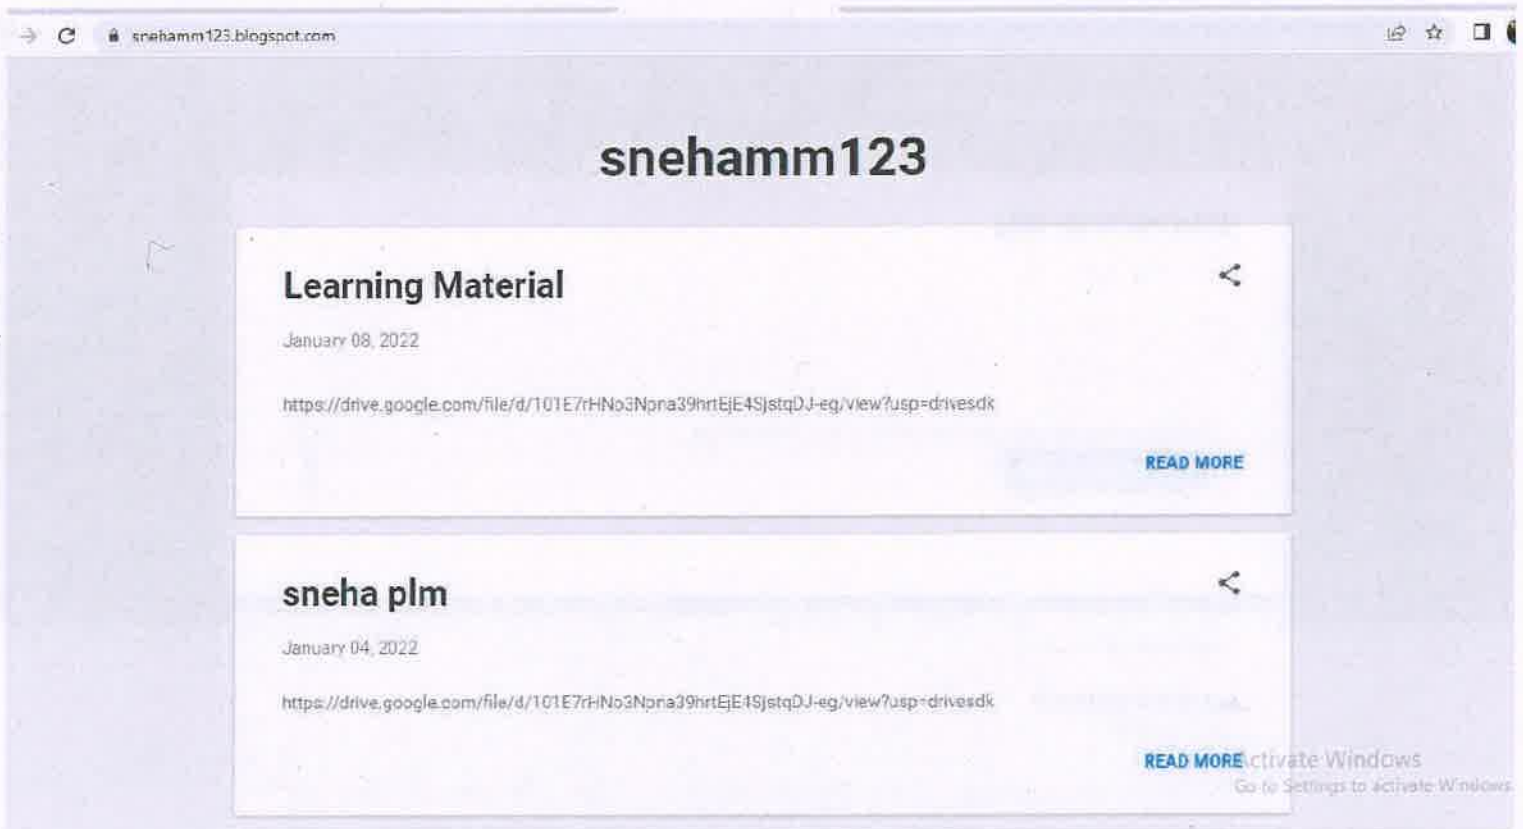 snehamm123.blogspot.com
snehamm123
Learning Material
January 08, 2022
https://drive.google.com/file/d/101E7rHNo3Npna39hrtEjE4SjstqDJ-eg/view?usp=drivesdk
READ MORE
sneha plm
January 04, 2022
https://drive.google.com/file/d/101E7rHNo3Npna39hrtEjE4SjstqDJ-eg/view?usp=drivesdk
READ MORE
Activate Windows
Go to Settings to activate Windows.